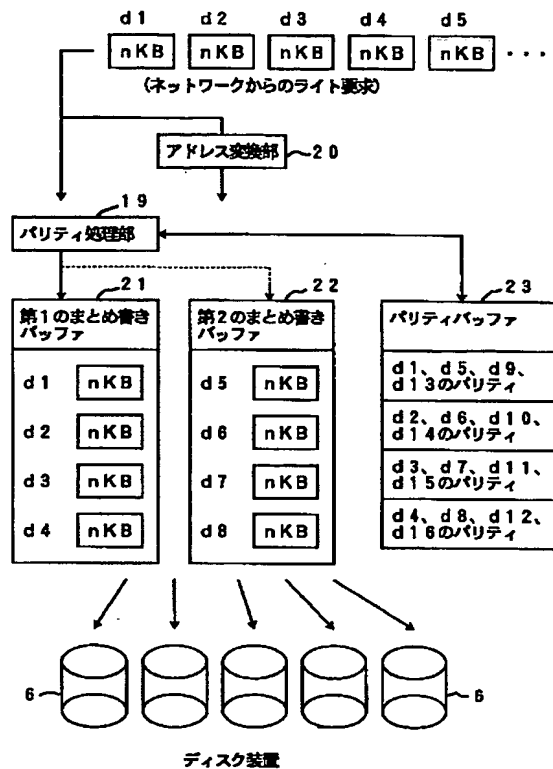 d1 d2 d3 d4 d5
nKB nKB nKB nKB nKB ・・・
(ネットワークからのライト要求)
アドレス変換部 20
19
パリティ処理部
21
第1のまとめ書き
バッファ
d1 nKB
d2 nKB
d3 nKB
d4 nKB
22
第2のまとめ書き
バッファ
d5 nKB
d6 nKB
d7 nKB
d8 nKB
23
パリティバッファ
d1、d5、d9、
d13のパリティ
d2、d6、d10、
d14のパリティ
d3、d7、d11、
d15のパリティ
d4、d8、d12、
d16のパリティ
6 6
ディスク装置